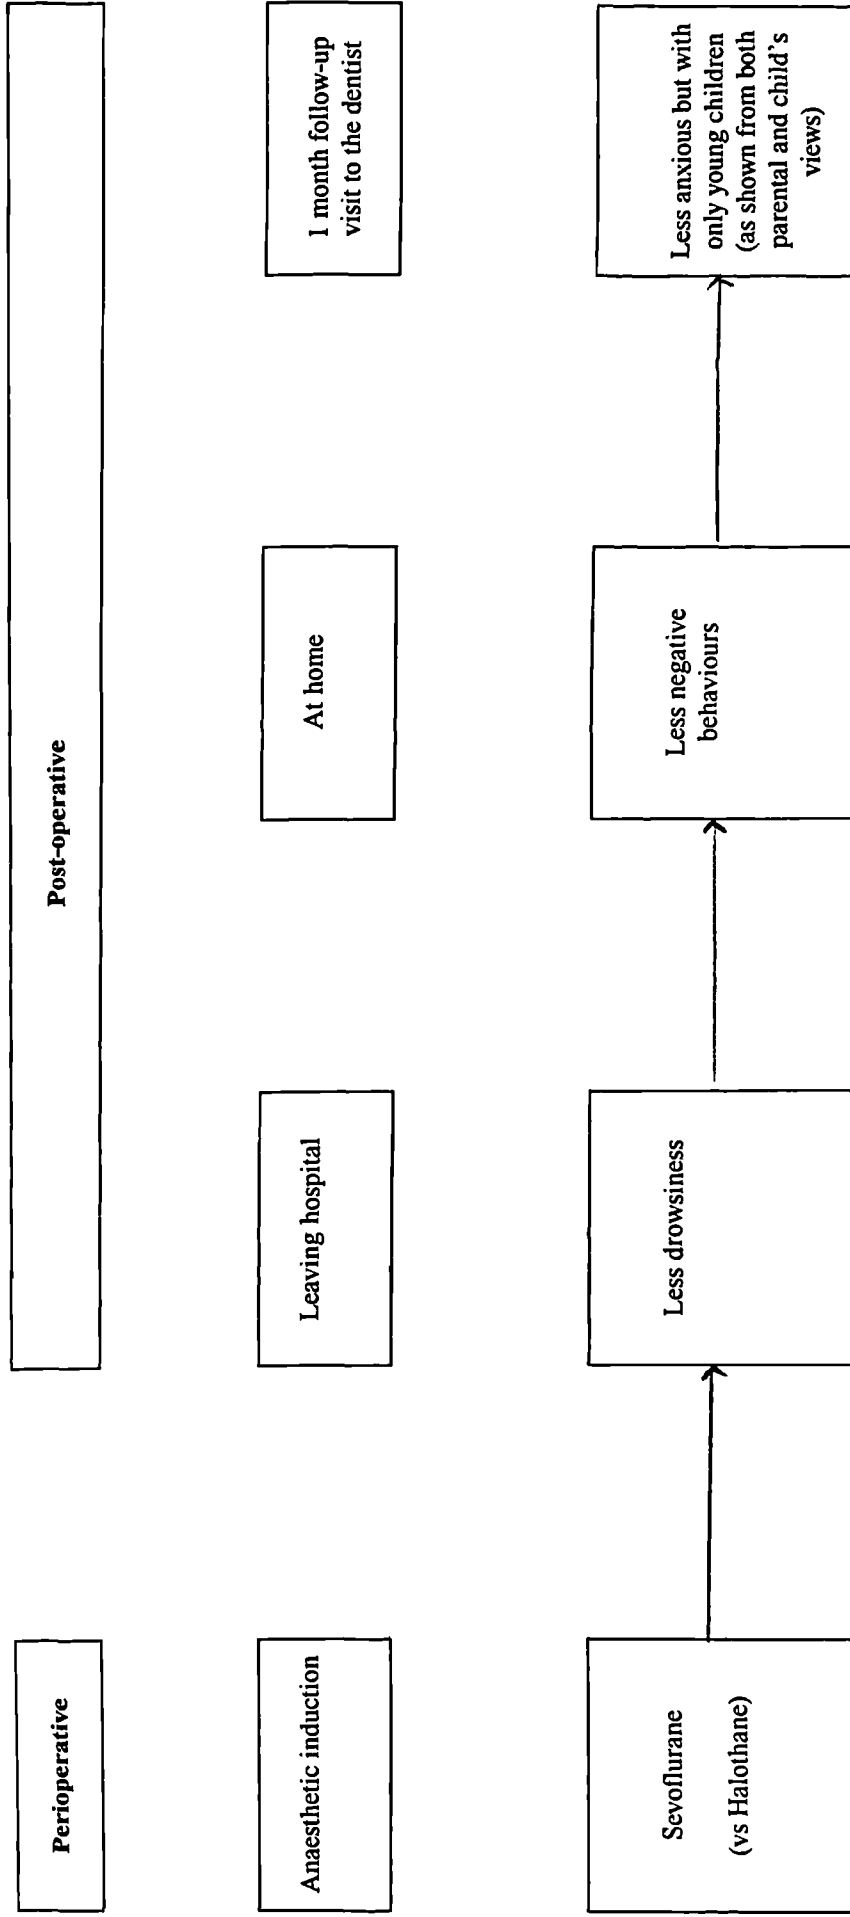 Perioperative
Post-operative
Anaesthetic induction
Leaving hospital
At home
1 month follow-up
visit to the dentist
Sevoflurane
(vs Halothane)
Less drowsiness
Less negative
behaviours
Less anxious but with
only young children
(as shown from both
parental and child's
views)